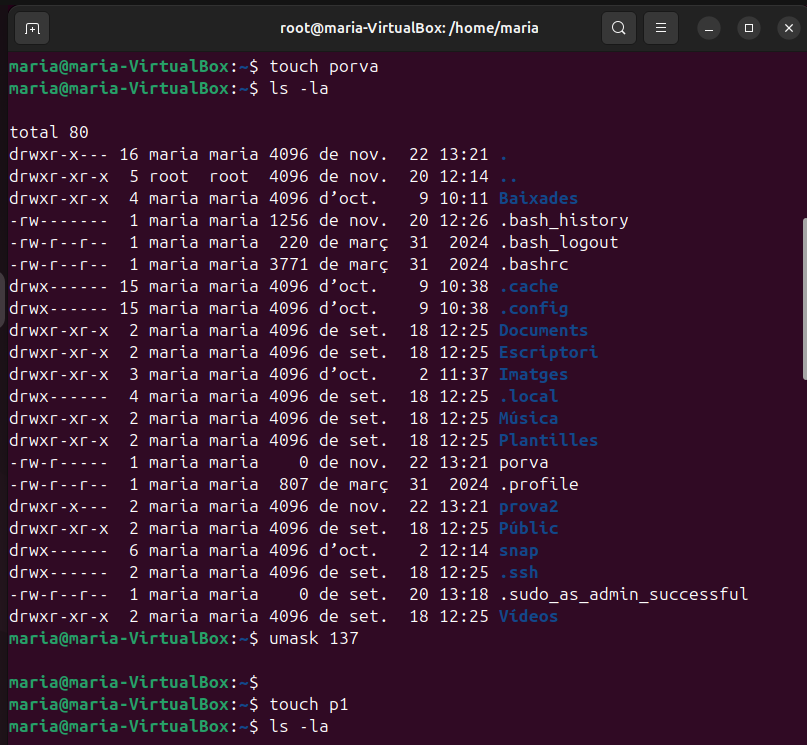 root@maria-VirtualBox: /home/maria
maria@maria-VirtualBox:~$ touch porva
maria@maria-VirtualBox:~$ ls -la
total 80
drwxr-x--- 16 maria maria 4096 de nov.  22 13:21 .
drwxr-xr-x  5 root  root  4096 de nov.  20 12:14 ..
drwxr-xr-x  4 maria maria 4096 d’oct.    9 10:11 Baixades
-rw-------  1 maria maria 1256 de nov.  20 12:26 .bash_history
-rw-r--r--  1 maria maria  220 de març  31  2024 .bash_logout
-rw-r--r--  1 maria maria 3771 de març  31  2024 .bashrc
drwx------ 15 maria maria 4096 d’oct.    9 10:38 .cache
drwx------ 15 maria maria 4096 d’oct.    9 10:38 .config
drwxr-xr-x  2 maria maria 4096 de set.  18 12:25 Documents
drwxr-xr-x  2 maria maria 4096 de set.  18 12:25 Escriptori
drwxr-xr-x  3 maria maria 4096 d’oct.    2 11:37 Imatges
drwx------  4 maria maria 4096 de set.  18 12:25 .local
drwxr-xr-x  2 maria maria 4096 de set.  18 12:25 Música
drwxr-xr-x  2 maria maria 4096 de set.  18 12:25 Plantilles
-rw-r-----  1 maria maria    0 de nov.  22 13:21 porva
-rw-r--r--  1 maria maria  807 de març  31  2024 .profile
drwxr-x---  2 maria maria 4096 de nov.  22 13:21 prova2
drwxr-xr-x  2 maria maria 4096 de set.  18 12:25 Públic
drwx------  6 maria maria 4096 d’oct.    2 12:14 snap
drwx------  2 maria maria 4096 de set.  18 12:25 .ssh
-rw-r--r--  1 maria maria    0 de set.  20 13:18 .sudo_as_admin_successful
drwxr-xr-x  2 maria maria 4096 de set.  18 12:25 Vídeos
maria@maria-VirtualBox:~$ umask 137
maria@maria-VirtualBox:~$
maria@maria-VirtualBox:~$ touch p1
maria@maria-VirtualBox:~$ ls -la